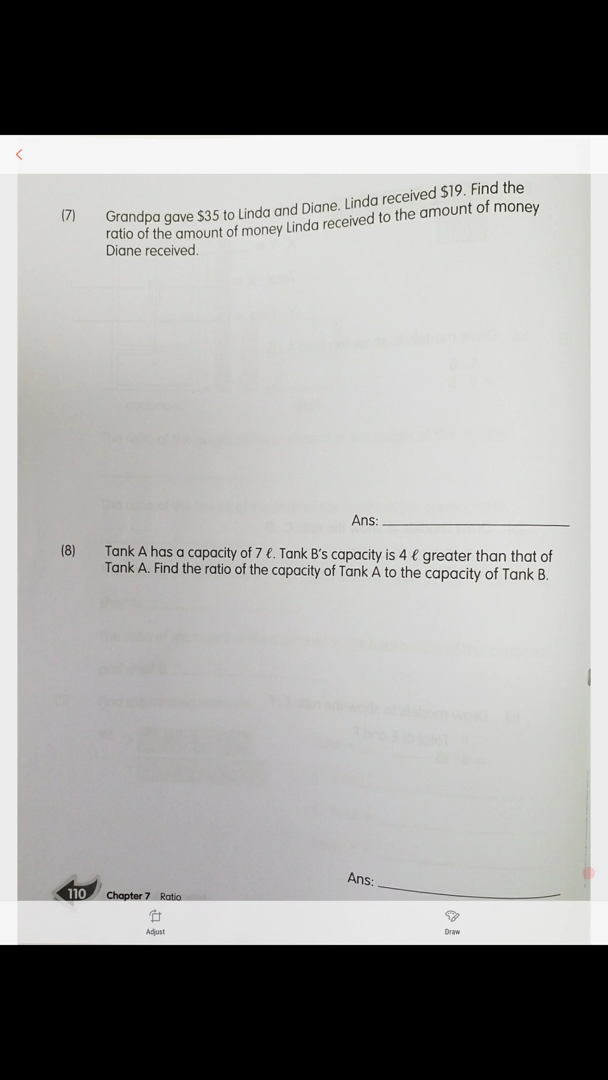 (7) Grandpa gave $35 to Linda and Diane. Linda received $19. Find the
ratio of the amount of money Linda received to the amount of money
Diane received.
Ans:
(8) Tank A has a capacity of 7 ℓ. Tank B's capacity is 4 ℓ greater than that of
Tank A. Find the ratio of the capacity of Tank A to the capacity of Tank B.
Ans:
110 Chapter 7 Ratio
Adjust
Draw